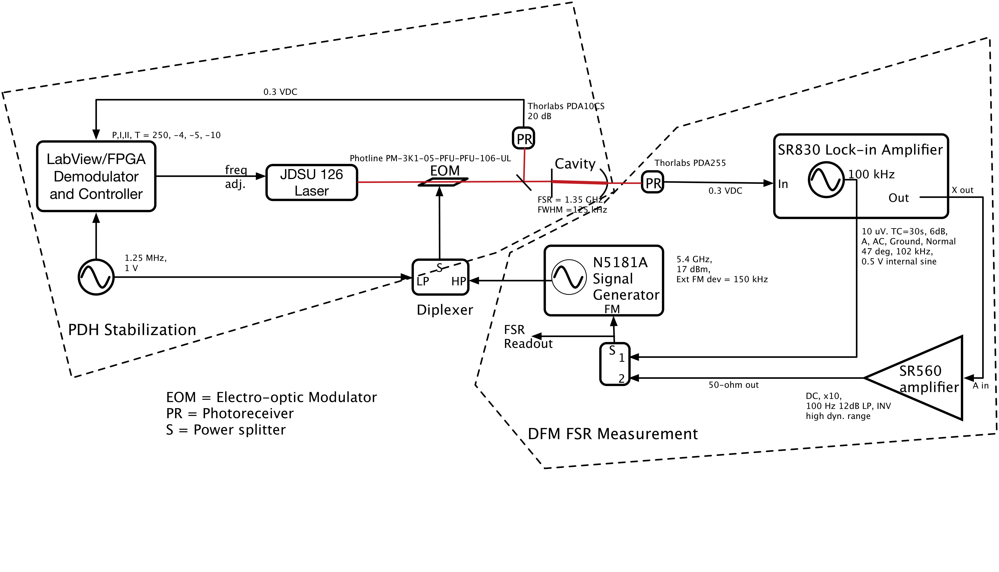 0.3 VDC
Thorlabs PDA10CS
20 dB
P,I,II, T = 250, -4, -5, -10
PR
LabView/FPGA
Demodulator
and Controller
freq
adj.
JDSU 126
Laser
Photline PM-3K1-05-PFU-PFU-106-UL
EOM
Cavity
FSR = 1.35 GHz,
FWHM =125 kHz
Thorlabs PDA255
PR
0.3 VDC
SR830 Lock-in Amplifier
100 kHz
In
Out
X out
10 uV. TC=30s, 6dB,
A, AC, Ground, Normal
47 deg, 102 kHz,
0.5 V internal sine
1.25 MHz,
1 V
S
LP
HP
Diplexer
N5181A
Signal
Generator
FM
5.4 GHz,
17 dBm,
Ext FM dev = 150 kHz
PDH Stabilization
FSR
Readout
S
1
2
50-ohm out
SR560
amplifier
A in
DC, x10,
100 Hz 12dB LP, INV
high dyn. range
EOM = Electro-optic Modulator
PR = Photoreceiver
S = Power splitter
DFM FSR Measurement